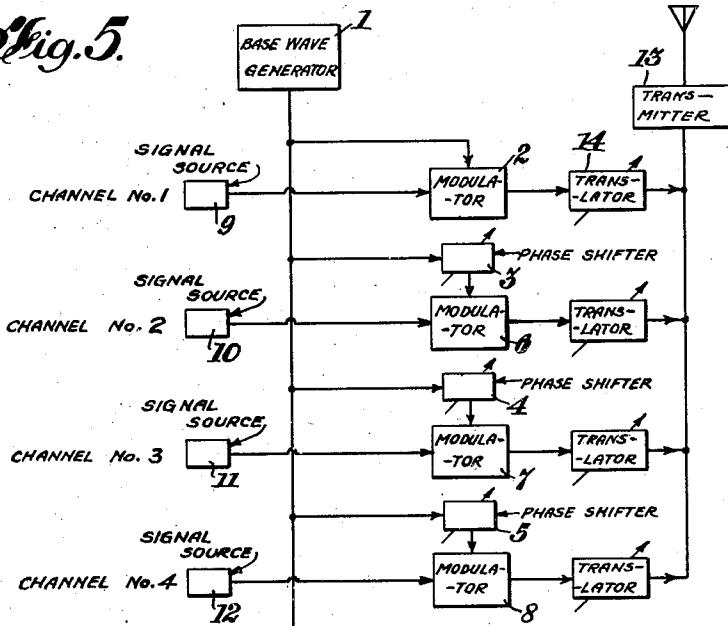 Fig. 5.
1
BASE WAVE
GENERATOR
13
TRANS-
MITTER
SIGNAL
SOURCE
CHANNEL No. 1
9
2
MODULA-
-TOR
14
TRANS-
-LATOR
PHASE SHIFTER
3
SIGNAL
SOURCE
CHANNEL No. 2
10
MODULA-
-TOR
6
TRANS-
-LATOR
PHASE SHIFTER
4
SIGNAL
SOURCE
CHANNEL No. 3
11
MODULA-
-TOR
7
TRANS-
-LATOR
PHASE SHIFTER
5
SIGNAL
SOURCE
CHANNEL No. 4
12
MODULA-
-TOR
8
TRANS-
-LATOR